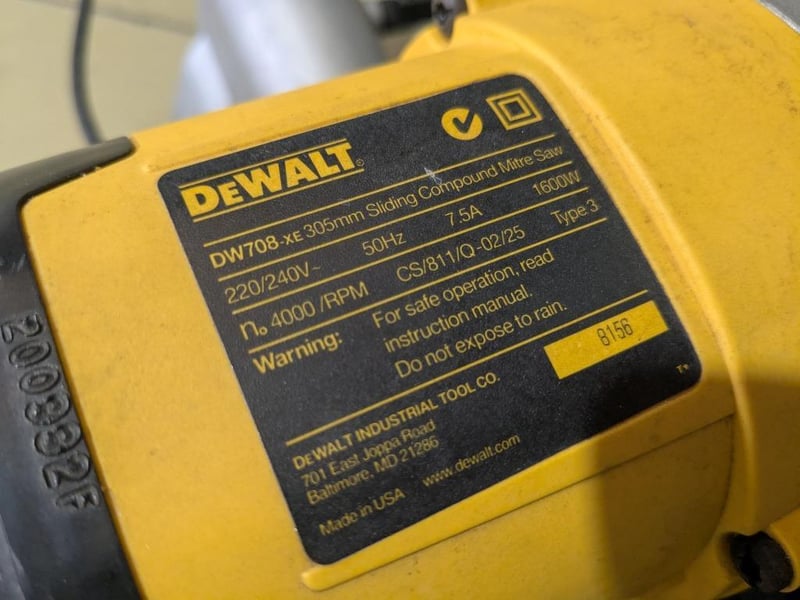 DEWALT®
DW708-XE 305mm Sliding Compound Mitre Saw
220/240V~ 50Hz 7.5A 1600W
n₀ 4000 /RPM CS/811/Q-02/25 Type 3
Warning: For safe operation, read
instruction manual.
Do not expose to rain.
8156
DEWALT INDUSTRIAL TOOL CO.
701 East Joppa Road
Baltimore, MD 21286
Made in USA www.dewalt.com